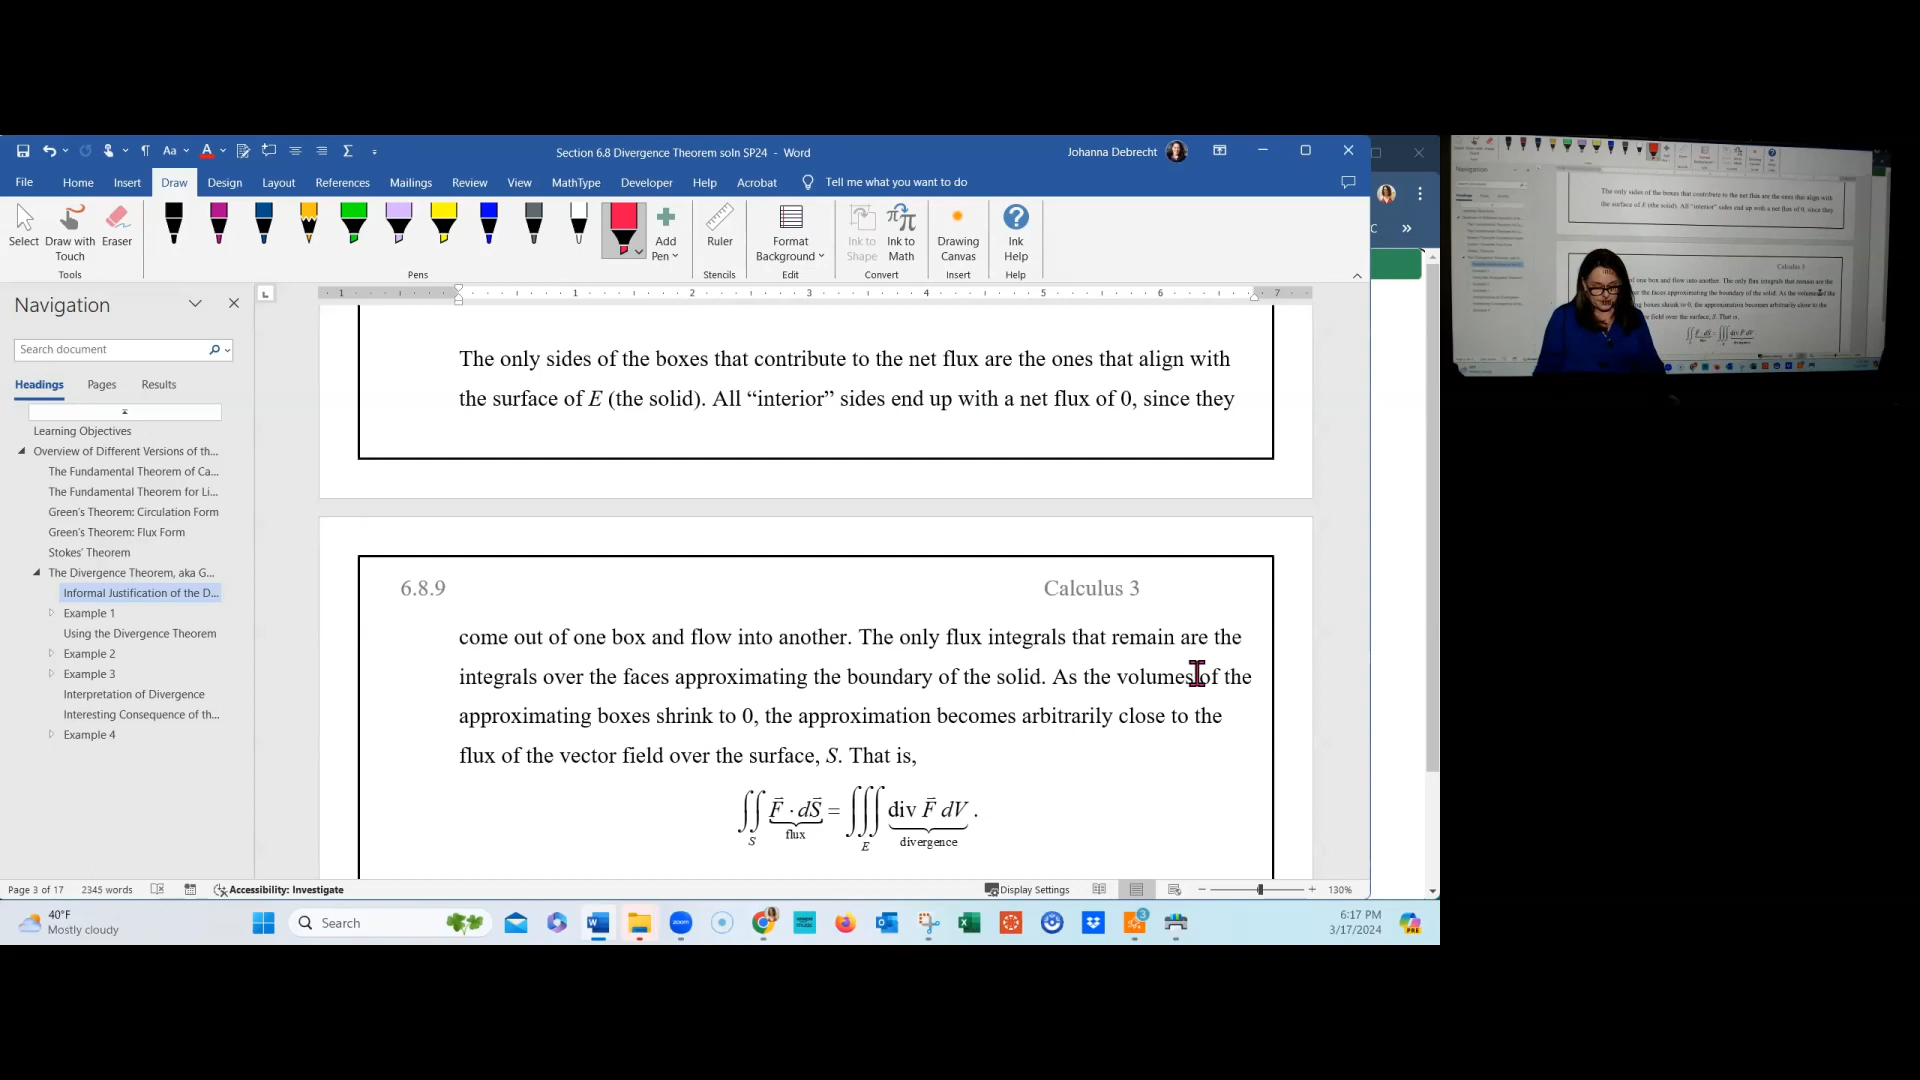 Section 6.8 Divergence Theorem soln SP24 - Word
Johanna Debrecht
File Home Insert Draw Design Layout References Mailings Review View MathType Developer Help Acrobat Tell me what you want to do
Select Draw with Touch Eraser
Add Pen
Ruler
Format Background
Ink to Shape
Ink to Math
Drawing Canvas
Ink Help
Tools Pens Stencils Edit Convert Insert Help
Navigation
Search document
Headings Pages Results
Learning Objectives
Overview of Different Versions of th...
The Fundamental Theorem of Ca...
The Fundamental Theorem for Li...
Green's Theorem: Circulation Form
Green's Theorem: Flux Form
Stokes' Theorem
The Divergence Theorem, aka G...
Informal Justification of the D...
Example 1
Using the Divergence Theorem
Example 2
Example 3
Interpretation of Divergence
Interesting Consequence of th...
Example 4
1 1 2 3 4 5 6 7
The only sides of the boxes that contribute to the net flux are the ones that align with
the surface of E (the solid). All “interior” sides end up with a net flux of 0, since they
6.8.9 Calculus 3
come out of one box and flow into another. The only flux integrals that remain are the
integrals over the faces approximating the boundary of the solid. As the volumes of the
approximating boxes shrink to 0, the approximation becomes arbitrarily close to the
flux of the vector field over the surface, S. That is,
∬_S F⃗ · dS⃗ = ∭_E div F⃗ dV .
flux divergence
Page 3 of 17 2345 words Accessibility: Investigate Display Settings 130%
40°F
Mostly cloudy
Search
6:17 PM
3/17/2024